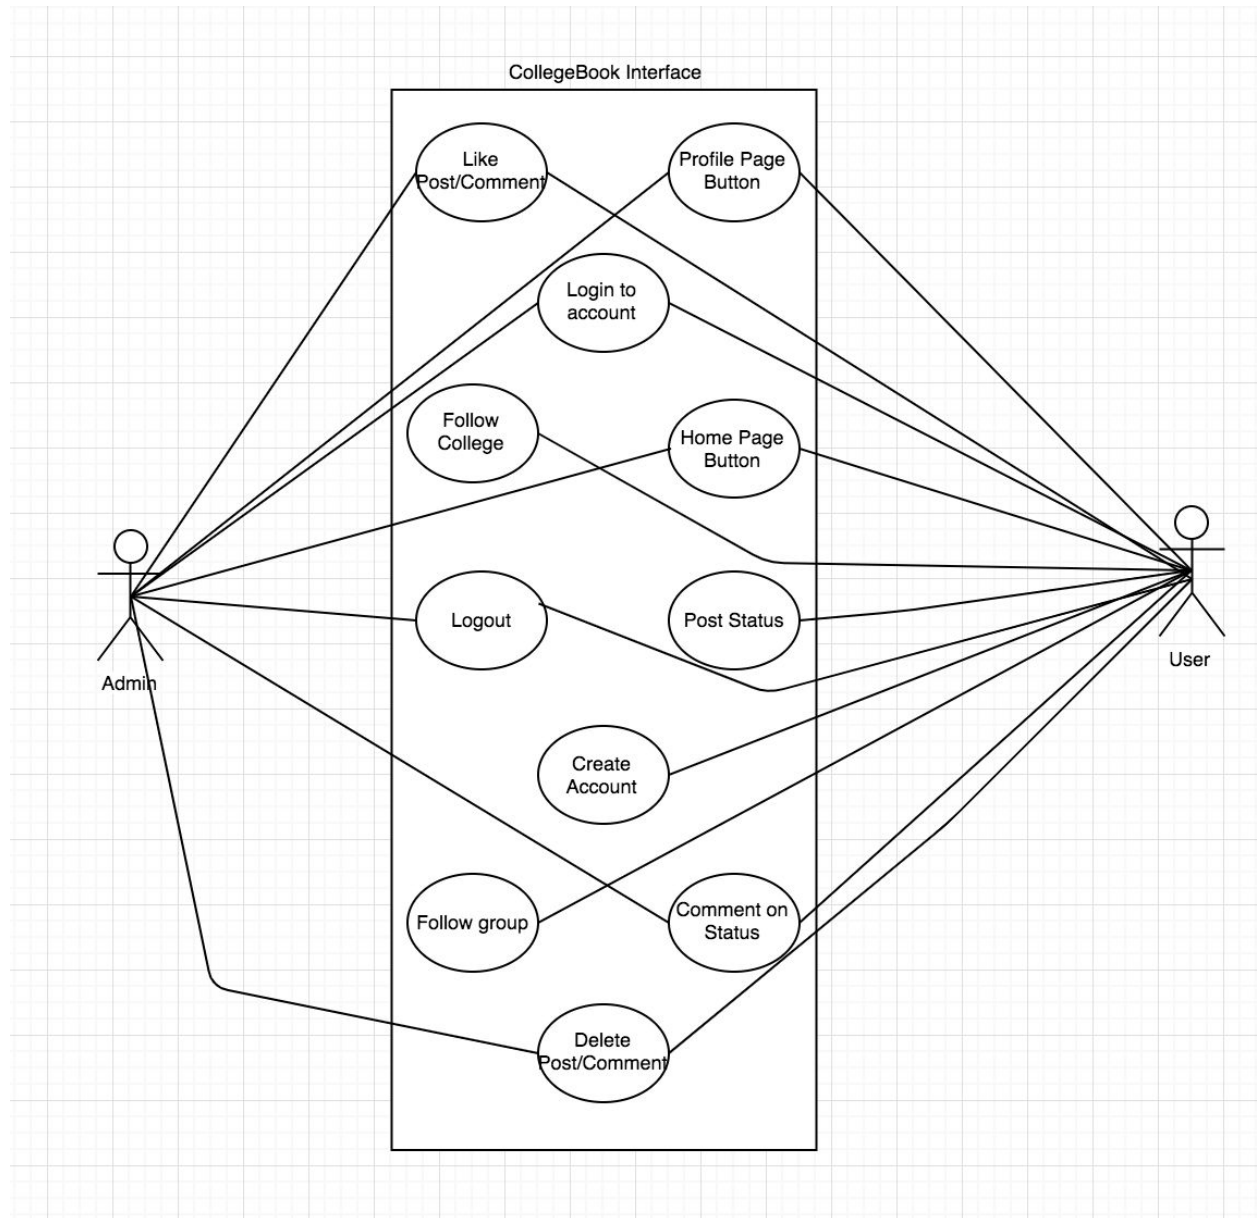 CollegeBook Interface
Like
Post/Comment
Profile Page
Button
Login to
account
Follow
College
Home Page
Button
Logout
Post Status
User
Admin
Create
Account
Follow group
Comment on
Status
Delete
Post/Comment